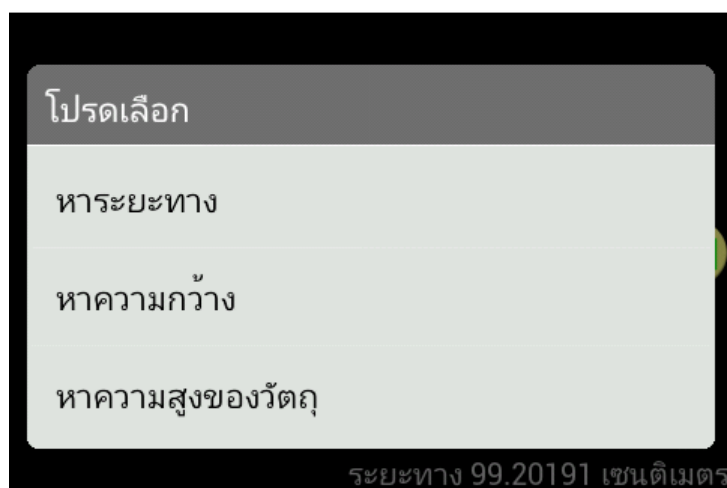 โปรดเลือก
หาระยะทาง
หาความกว้าง
หาความสูงของวัตถุ
ระยะทาง 99.20191 เซนติเมตร